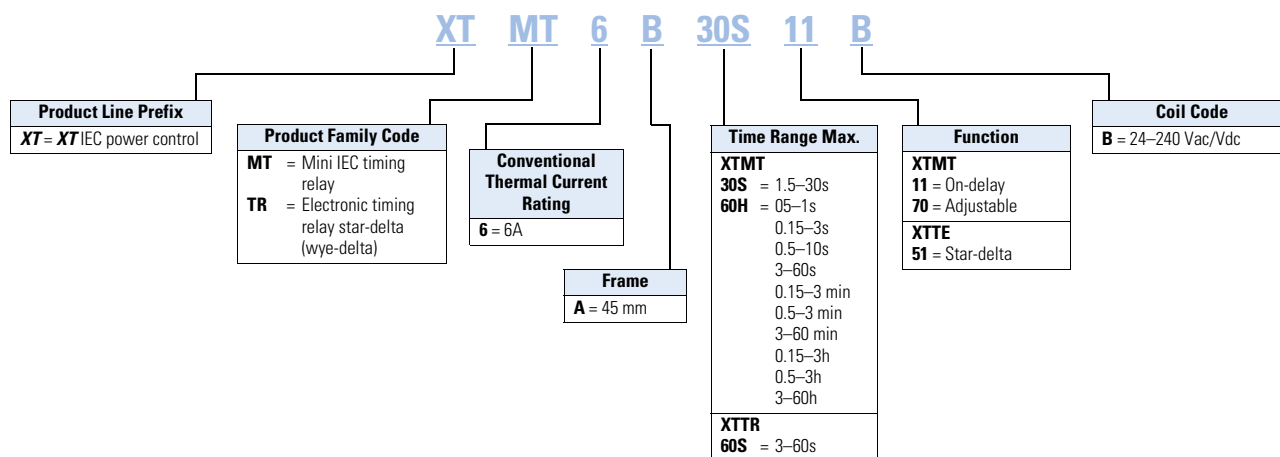 XT MT 6 B 30S 11 B
Product Line Prefix
XT = XT IEC power control
Product Family Code
MT = Mini IEC timing
relay
TR = Electronic timing
relay star-delta
(wye-delta)
Conventional
Thermal Current
Rating
6 = 6A
Frame
A = 45 mm
Time Range Max.
XTMT
30S = 1.5–30s
60H = 05–1s
0.15–3s
0.5–10s
3–60s
0.15–3 min
0.5–3 min
3–60 min
0.15–3h
0.5–3h
3–60h
XTTR
60S = 3–60s
Function
XTMT
11 = On-delay
70 = Adjustable
XTTE
51 = Star-delta
Coil Code
B = 24–240 Vac/Vdc